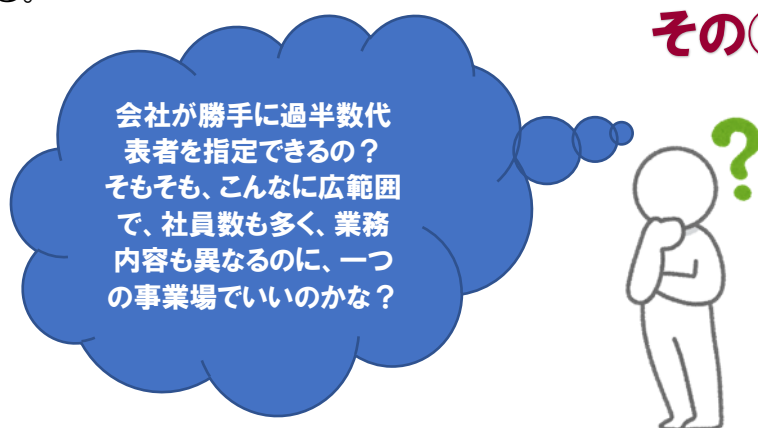 る。
その
会社が勝手に過半数代
表者を指定できるの？
そもそも、こんなに広範囲
で、社員数も多く、業務
内容も異なるのに、一つ
の事業場でいいのかな？
?